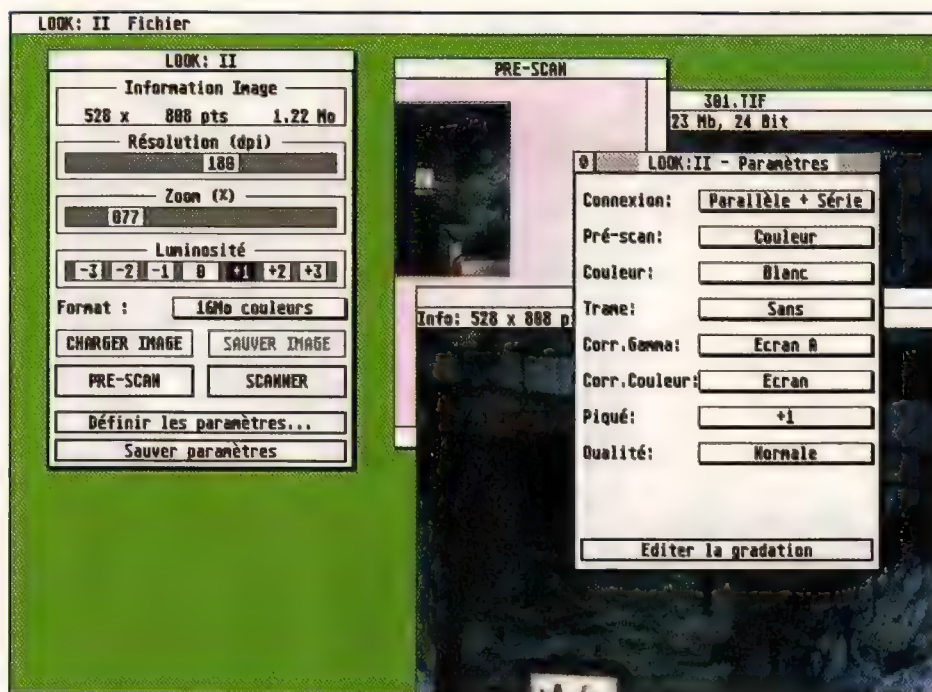 LOOK: II Fichier
LOOK: II
Information Image
528 x 808 pts 1.22 Mo
Résolution (dpi)
180
Zoom (%)
077
Luminosité
-3 -2 -1 0 +1 +2 +3
Format : 16Mo couleurs
CHARGER IMAGE SAUVER IMAGE
PRE-SCAN SCANNER
Définir les paramètres...
Sauver paramètres
PRE-SCAN
301.TIF
23 Mb, 24 Bit
Info: 528 x 808 p
LOOK:II - Paramètres
Connexion: Parallèle + Série
Pré-scan: Couleur
Couleur: Blanc
Trame: Sans
Corr.Gamma: Ecran A
Corr.Couleur: Ecran
Piqué: +1
Qualité: Normale
Editer la gradation